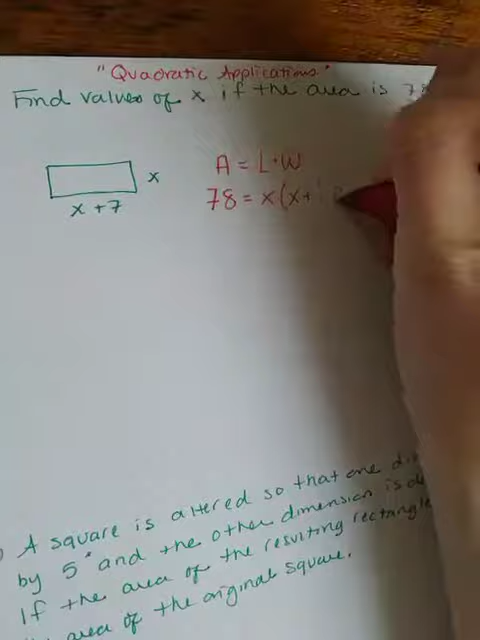 "Quadratic Applications"
Find values of x if the area is 78
x
x + 7
A = L · W
78 = x(x+
A square is altered so that one
by 5" and the other dimension is
If the area of the resulting rectangle
area of the original square.